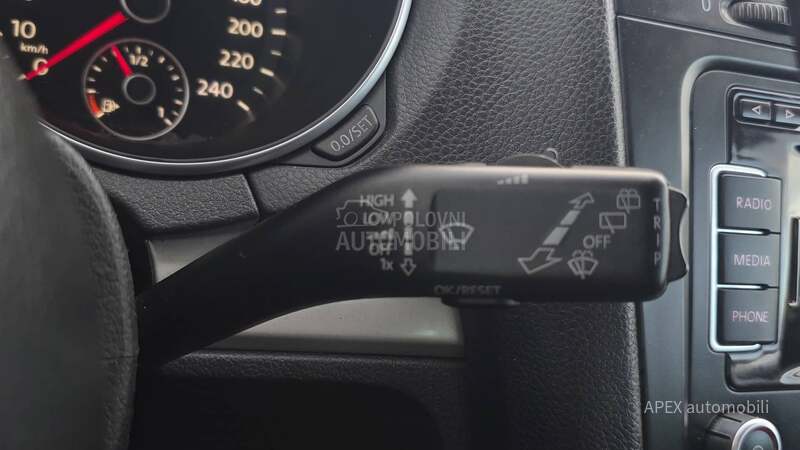 10
km/h
0
1/2
200
220
240
0.0/SET
HIGH
LOW
OFF
1x
POLOVNI
AUTOMOBILI
OFF
TRIP
OK/RESET
RADIO
MEDIA
PHONE
APEX automobili